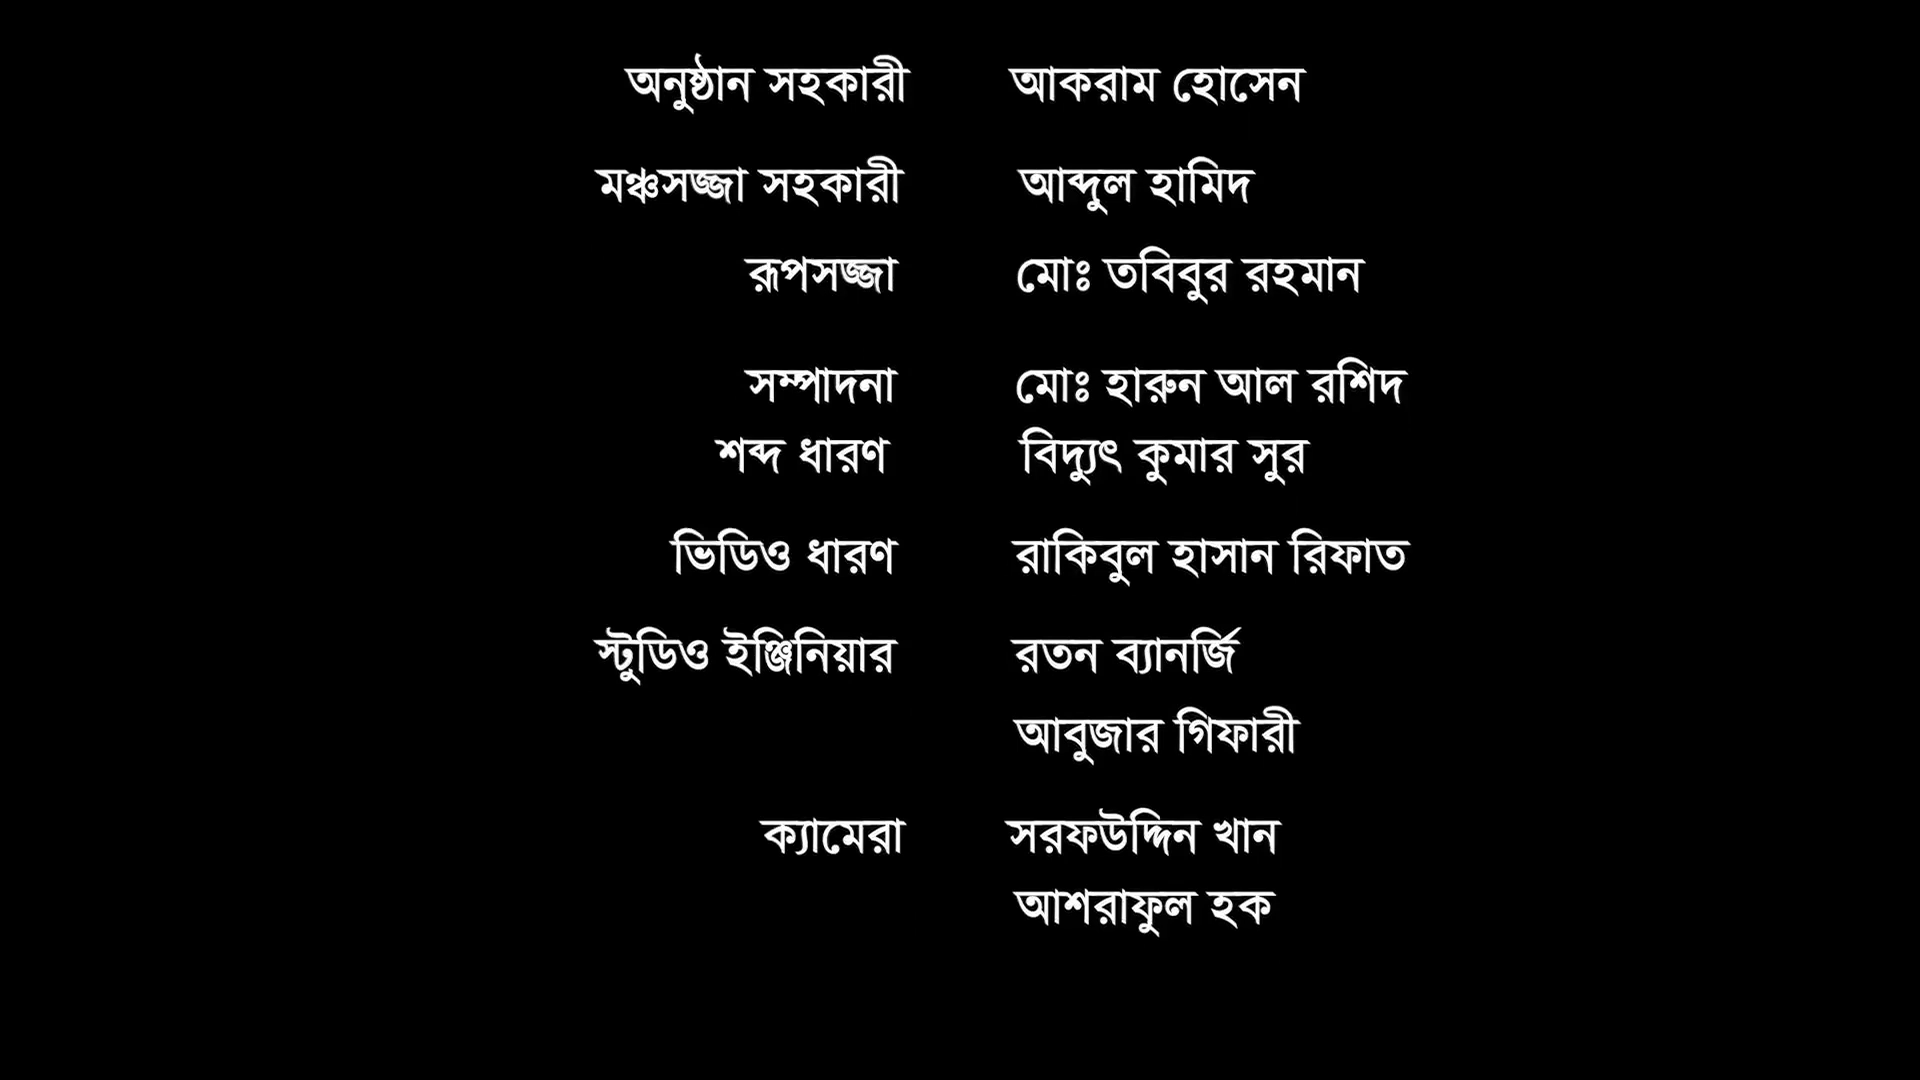 অনুষ্ঠান সহকারী আকরাম হোসেন
মঞ্চসজ্জা সহকারী আব্দুল হামিদ
রূপসজ্জা মোঃ তবিবুর রহমান
সম্পাদনা মোঃ হারুন আল রশিদ
শব্দ ধারণ বিদ্যুৎ কুমার সুর
ভিডিও ধারণ রাকিবুল হাসান রিফাত
স্টুডিও ইঞ্জিনিয়ার রতন ব্যানর্জি
আবুজার গিফারী
ক্যামেরা সরফউদ্দিন খান
আশরাফুল হক